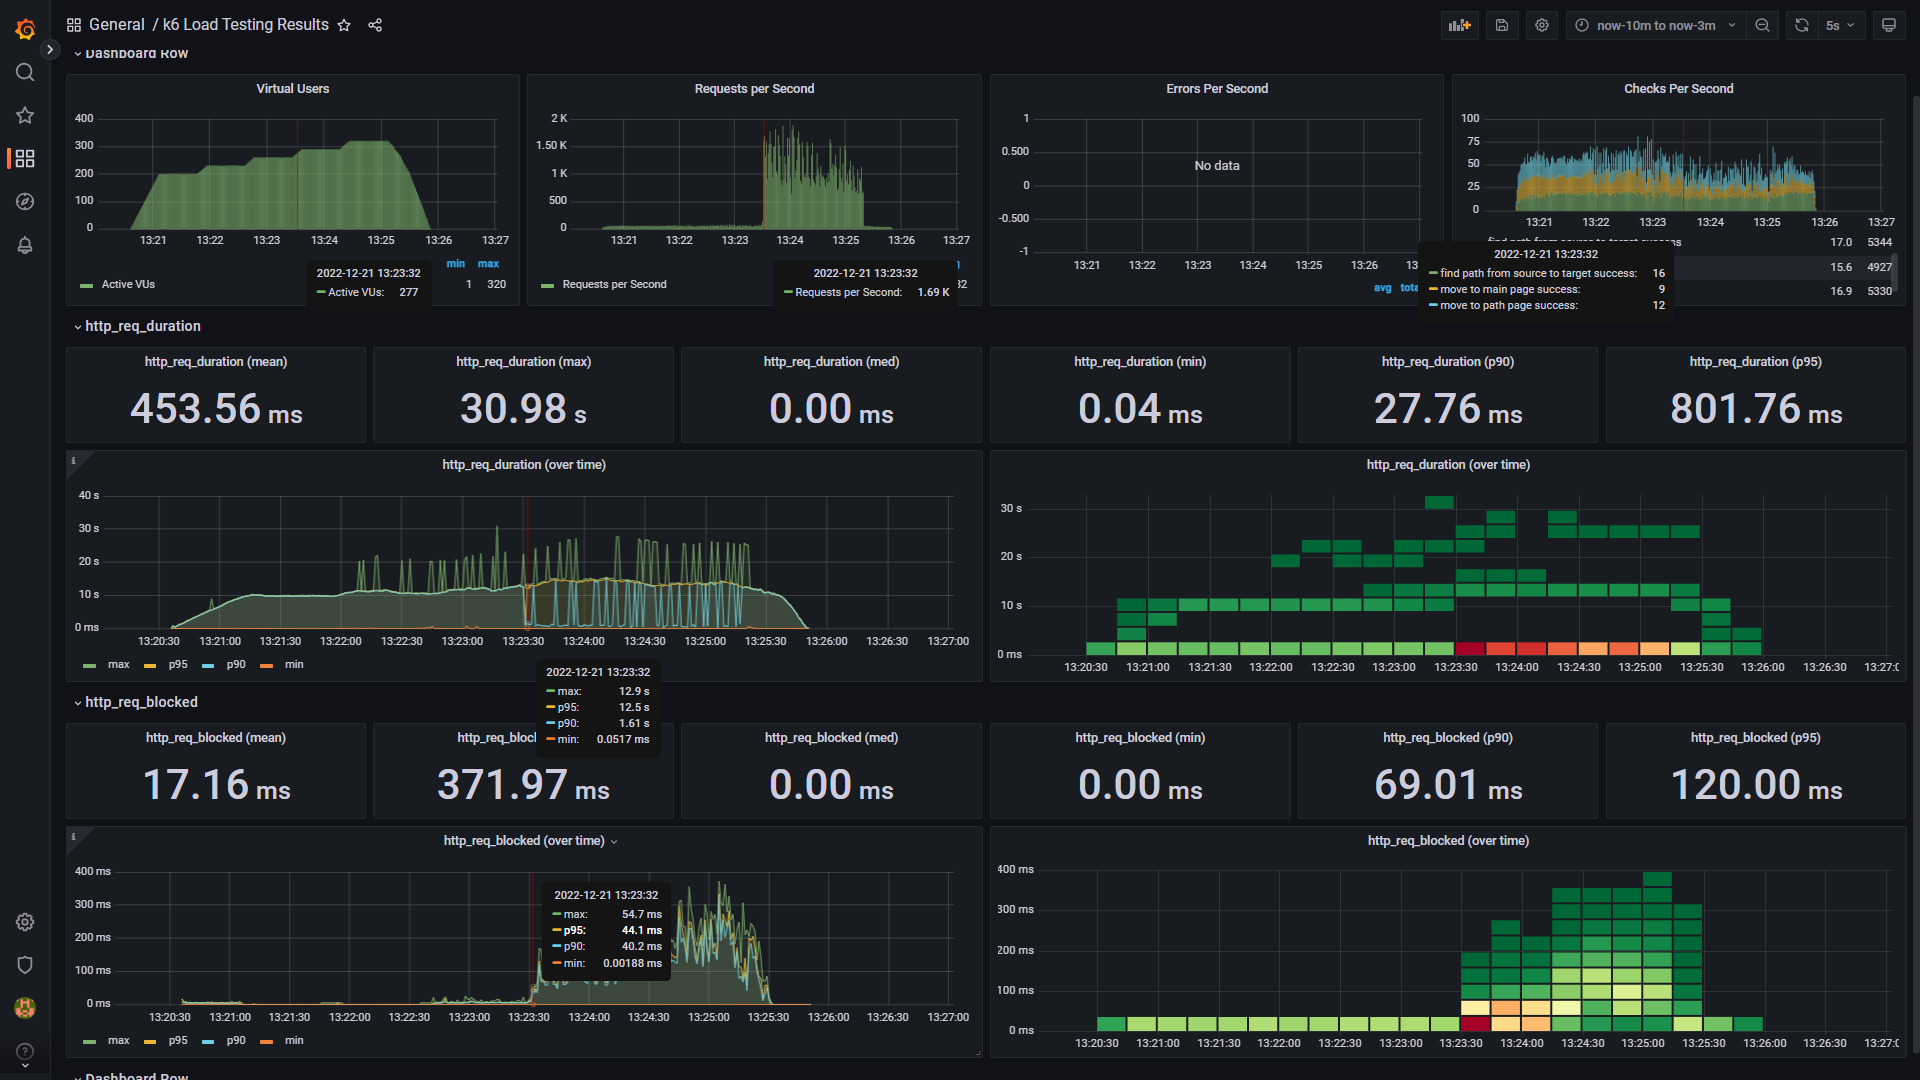 General / k6 Load Testing Results
now-10m to now-3m
5s
Dashboard Row
Virtual Users
400
300
200
100
0
13:21 13:22 13:23 13:24 13:25 13:26 13:27
min max
Active VUs 1 320
2022-12-21 13:23:32
Active VUs: 277
Requests per Second
2 K
1.50 K
1 K
500
0
13:21 13:22 13:23 13:24 13:25 13:26 13:27
Requests per Second
2022-12-21 13:23:32
Requests per Second: 1.69 K
Errors Per Second
1
0.500
0
-0.500
-1
No data
13:21 13:22 13:23 13:24 13:25 13:26
avg
Checks Per Second
100
75
50
25
0
13:21 13:22 13:23 13:24 13:25 13:26 13:27
find path from source to target success 17.0 5344
15.6 4927
16.9 5330
2022-12-21 13:23:32
find path from source to target success: 16
move to main page success: 9
move to path page success: 12
http_req_duration
http_req_duration (mean)
453.56 ms
http_req_duration (max)
30.98 s
http_req_duration (med)
0.00 ms
http_req_duration (min)
0.04 ms
http_req_duration (p90)
27.76 ms
http_req_duration (p95)
801.76 ms
http_req_duration (over time)
40 s
30 s
20 s
10 s
0 ms
13:20:30 13:21:00 13:21:30 13:22:00 13:22:30 13:23:00 13:23:30 13:24:00 13:24:30 13:25:00 13:25:30 13:26:00 13:26:30 13:27:00
max p95 p90 min
2022-12-21 13:23:32
max: 12.9 s
p95: 12.5 s
p90: 1.61 s
min: 0.0517 ms
http_req_duration (over time)
30 s
20 s
10 s
0 ms
13:20:30 13:21:00 13:21:30 13:22:00 13:22:30 13:23:00 13:23:30 13:24:00 13:24:30 13:25:00 13:25:30 13:26:00 13:26:30 13:27:0
http_req_blocked
http_req_blocked (mean)
17.16 ms
http_req_bloc
371.97 ms
http_req_blocked (med)
0.00 ms
http_req_blocked (min)
0.00 ms
http_req_blocked (p90)
69.01 ms
http_req_blocked (p95)
120.00 ms
http_req_blocked (over time)
400 ms
300 ms
200 ms
100 ms
0 ms
13:20:30 13:21:00 13:21:30 13:22:00 13:22:30 13:23:00 13:23:30 13:24:00 13:24:30 13:25:00 13:25:30 13:26:00 13:26:30 13:27:00
max p95 p90 min
2022-12-21 13:23:32
max: 54.7 ms
p95: 44.1 ms
p90: 40.2 ms
min: 0.00188 ms
http_req_blocked (over time)
400 ms
300 ms
200 ms
100 ms
0 ms
13:20:30 13:21:00 13:21:30 13:22:00 13:22:30 13:23:00 13:23:30 13:24:00 13:24:30 13:25:00 13:25:30 13:26:00 13:26:30 13:27:0
Dashboard Row